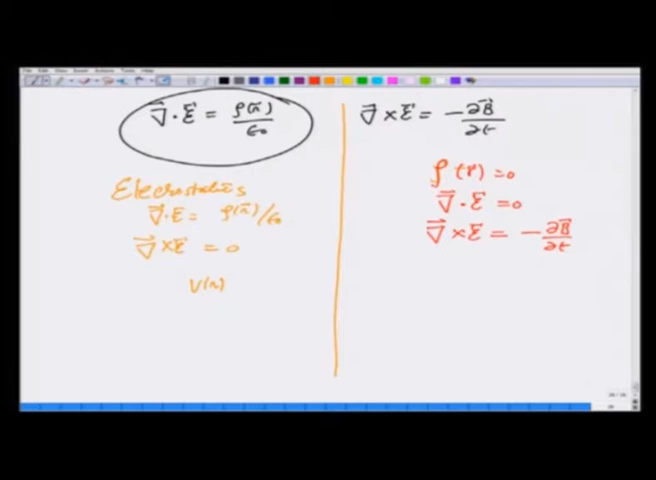 ∇⃗·E⃗ = ρ(r⃗)/ε₀
∇⃗×E⃗ = −∂B⃗/∂t
Electrostatics
∇⃗·E⃗ = ρ(r⃗)/ε₀
∇⃗×E⃗ = 0
V(r)
ρ(r) = 0
∇⃗·E⃗ = 0
∇⃗×E⃗ = −∂B⃗/∂t